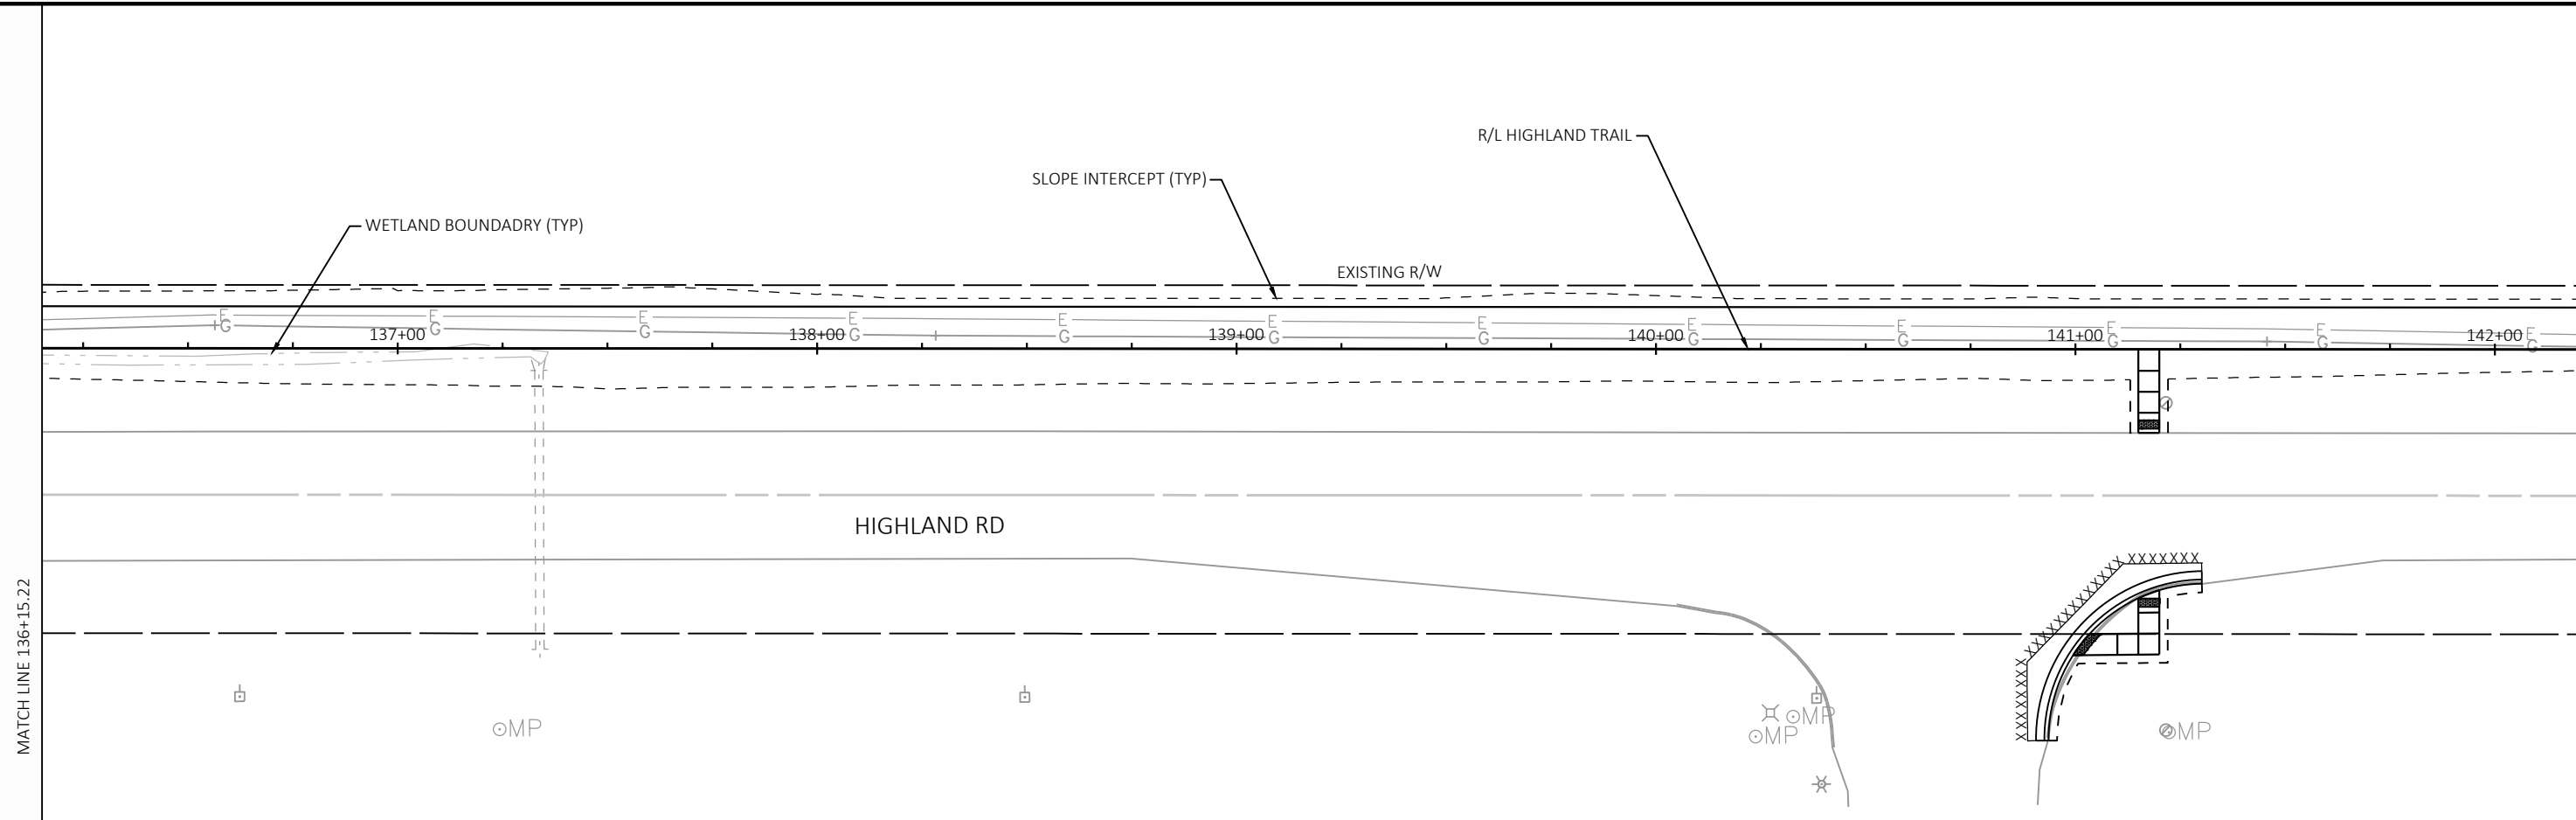 R/L HIGHLAND TRAIL
SLOPE INTERCEPT (TYP)
WETLAND BOUNDADRY (TYP)
EXISTING R/W
E E E E E E E E E E E E
G G G G G G G G G G G G
137+00 138+00 139+00 140+00 141+00 142+00
HIGHLAND RD
XXXXXXX
MATCH LINE 136+15.22
MP
MP
MP
MP